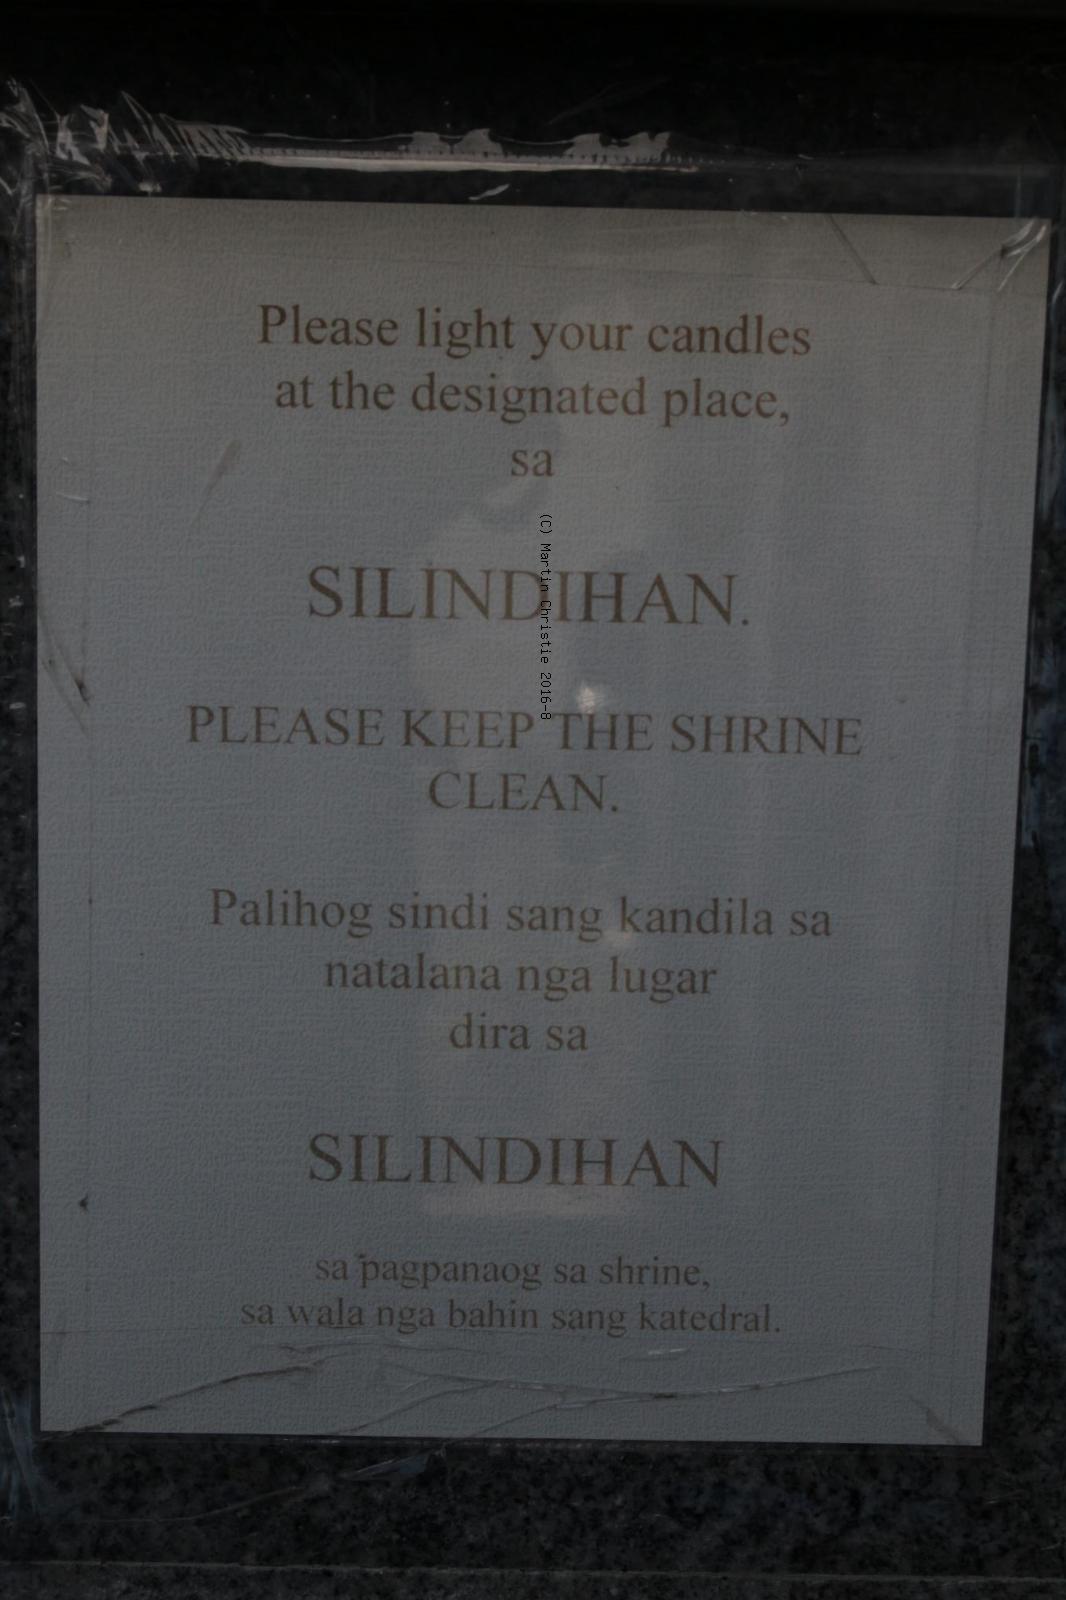 Please light your candles
at the designated place,
sa
SILINDIHAN.
PLEASE KEEP THE SHRINE
CLEAN.
Palihog sindi sang kandila sa
natalana nga lugar
dira sa
SILINDIHAN
sa pagpanaog sa shrine,
sa wala nga bahin sang katedral.
(C) Martin Christie 2016-8